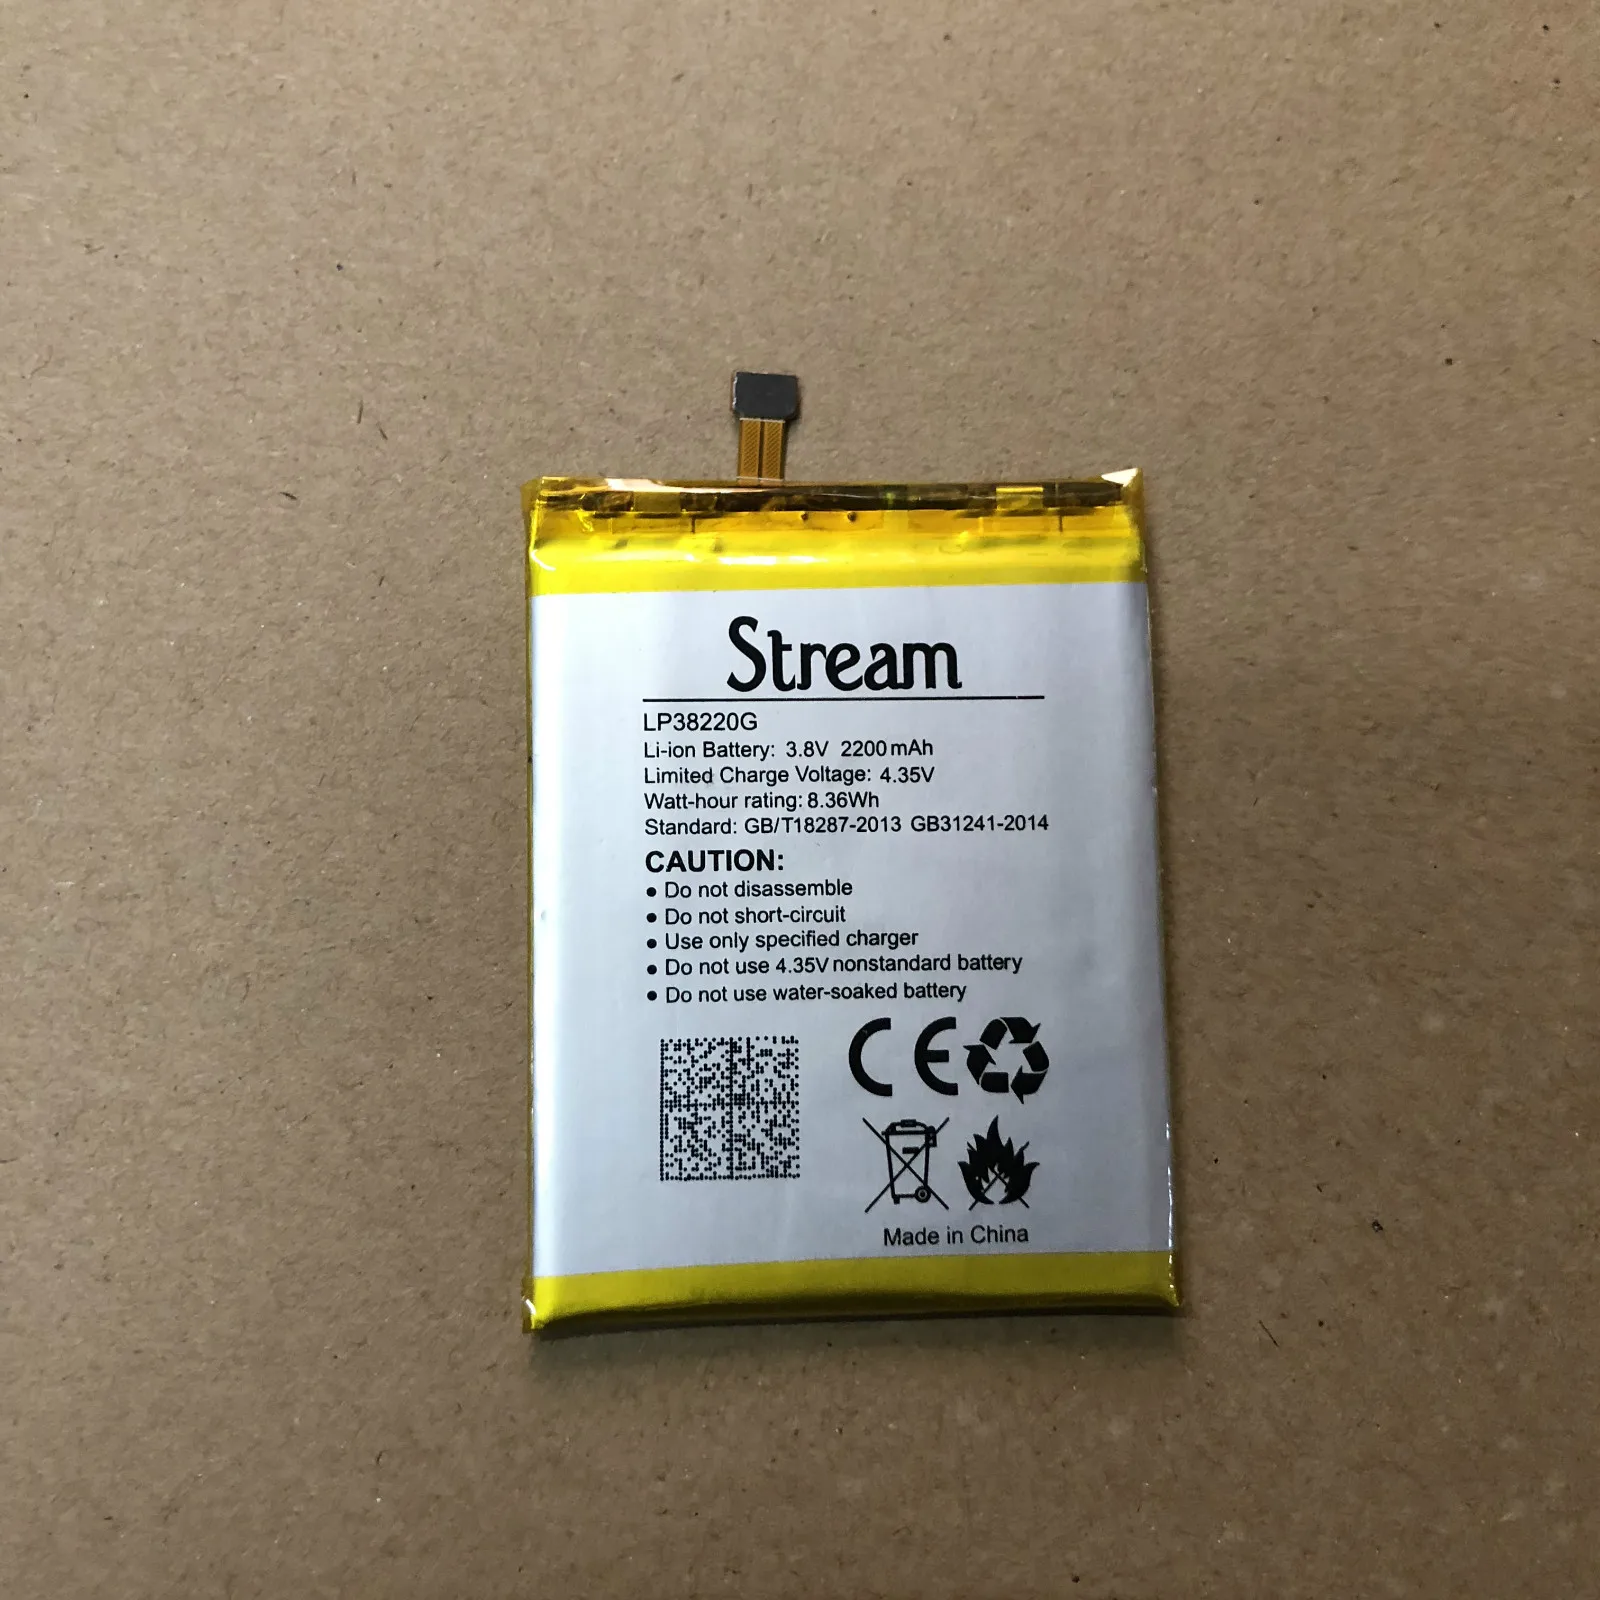 Stream
LP38220G
Li-ion Battery: 3.8V 2200mAh
Limited Charge Voltage: 4.35V
Watt-hour rating: 8.36Wh
Standard: GB/T18287-2013 GB31241-2014
CAUTION:
• Do not disassemble
• Do not short-circuit
• Use only specified charger
• Do not use 4.35V nonstandard battery
• Do not use water-soaked battery
CE
Made in China